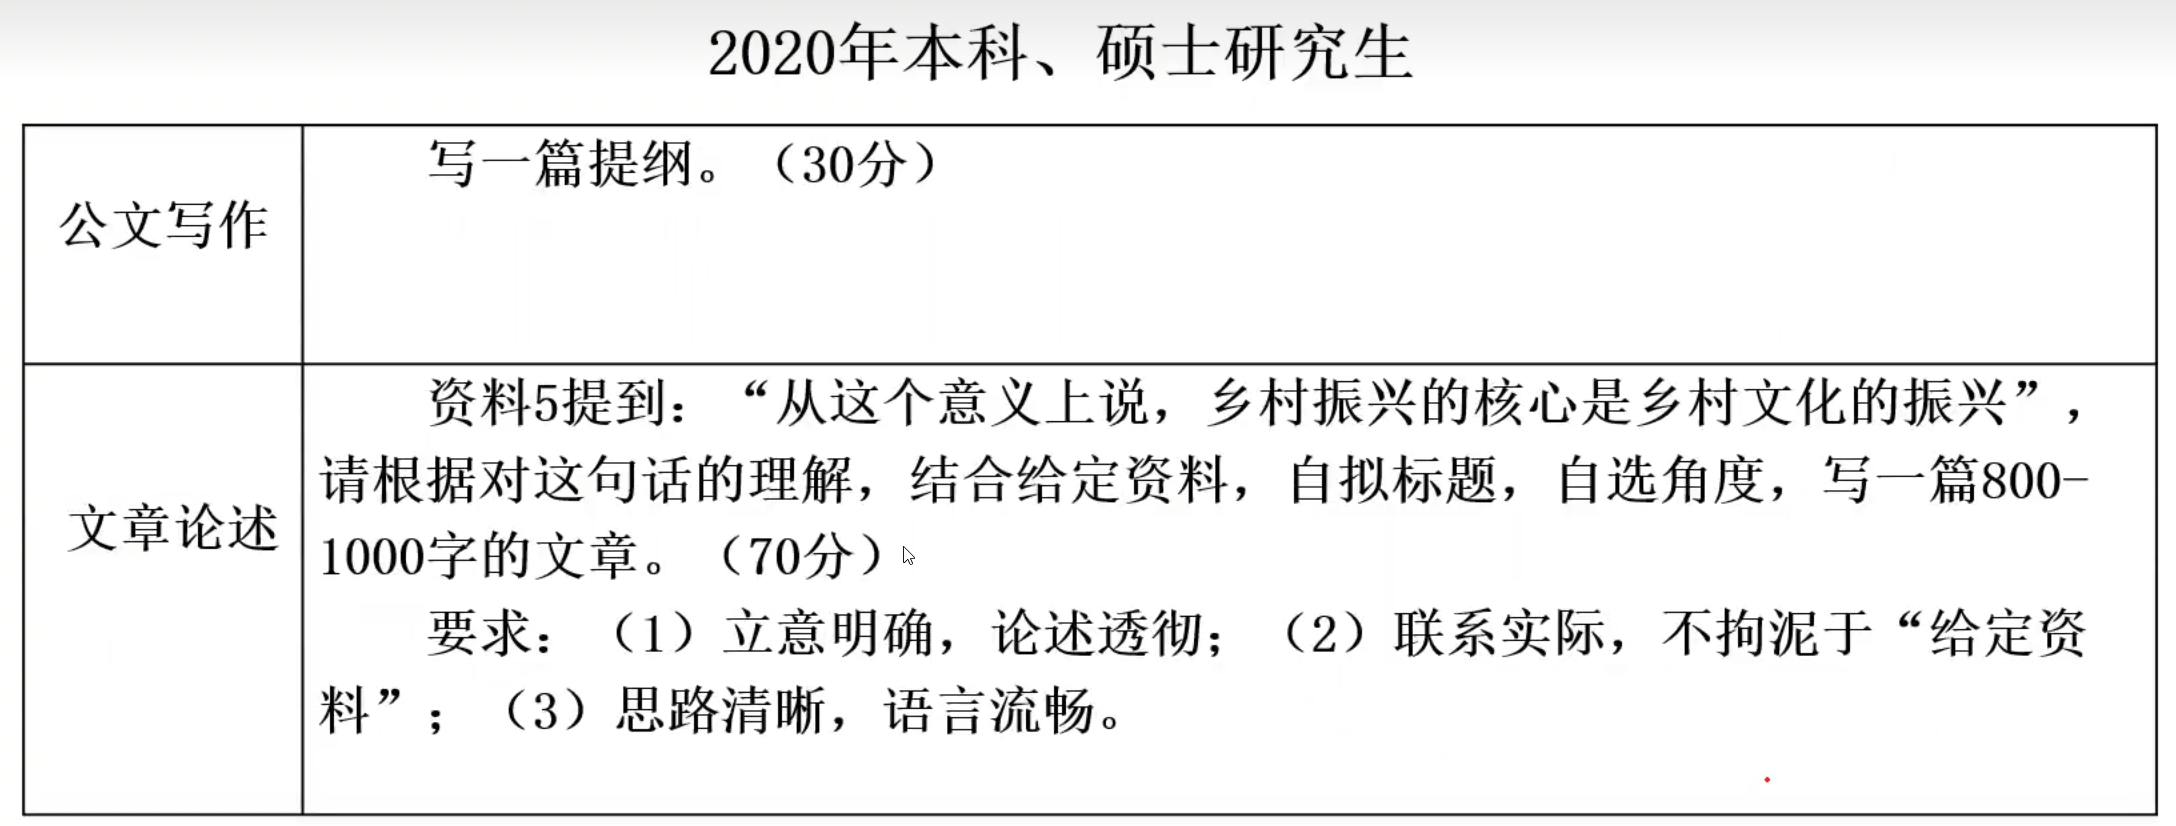 2020年本科、硕士研究生
公文写作
写一篇提纲。（30分）
文章论述
资料5提到：“从这个意义上说，乡村振兴的核心是乡村文化的振兴”，
请根据对这句话的理解，结合给定资料，自拟标题，自选角度，写一篇800-
1000字的文章。（70分）
要求：（1）立意明确，论述透彻；（2）联系实际，不拘泥于“给定资
料”；（3）思路清晰，语言流畅。